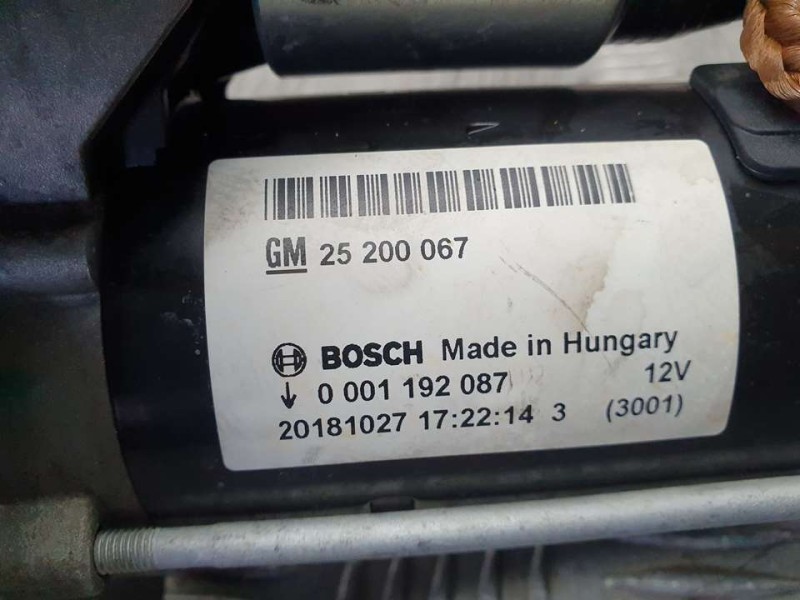 GM 25 200 067
BOSCH Made in Hungary
0 001 192 087 12V
20181027 17:22:14 3 (3001)